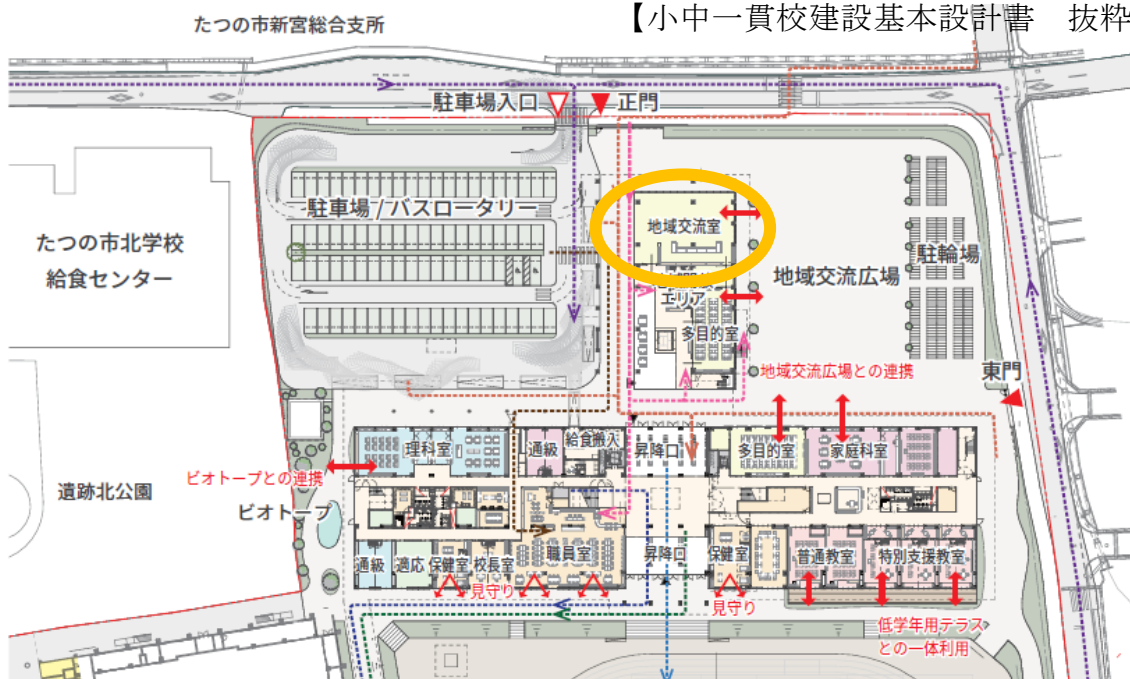 たつの市新宮総合支所
【小中一貫校建設基本設計書　抜粋
駐車場入口
正門
駐車場/バスロータリー
地域交流室
たつの市北学校
給食センター
エリア
多目的室
地域交流広場
駐輪場
地域交流広場との連携
東門
理科室
通級
給食搬入
昇降口
多目的室
家庭科室
ビオトープとの連携
遺跡北公園
ビオトープ
通級
適応
保健室
校長室
職員室
昇降口
保健室
普通教室
特別支援教室
見守り
見守り
低学年用テラス
との一体利用